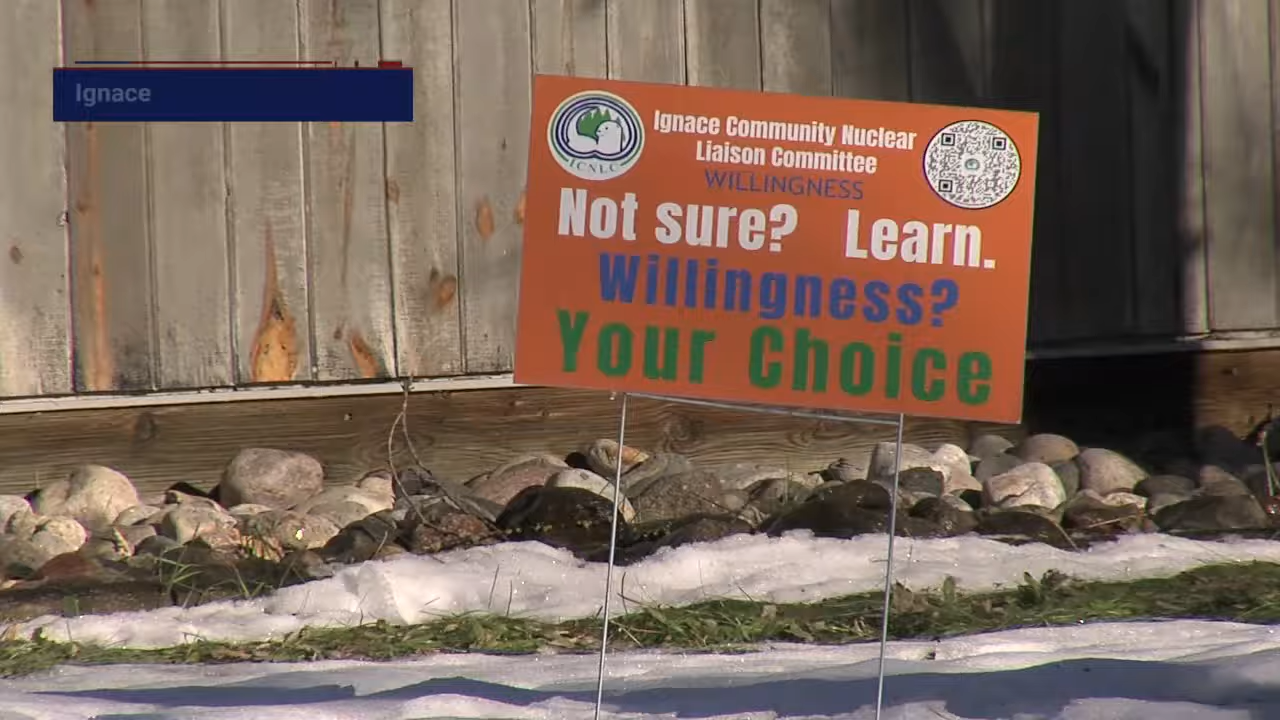 Ignace
ICNLC
Ignace Community Nuclear
Liaison Committee
WILLINGNESS
Not sure? Learn.
Willingness?
Your Choice